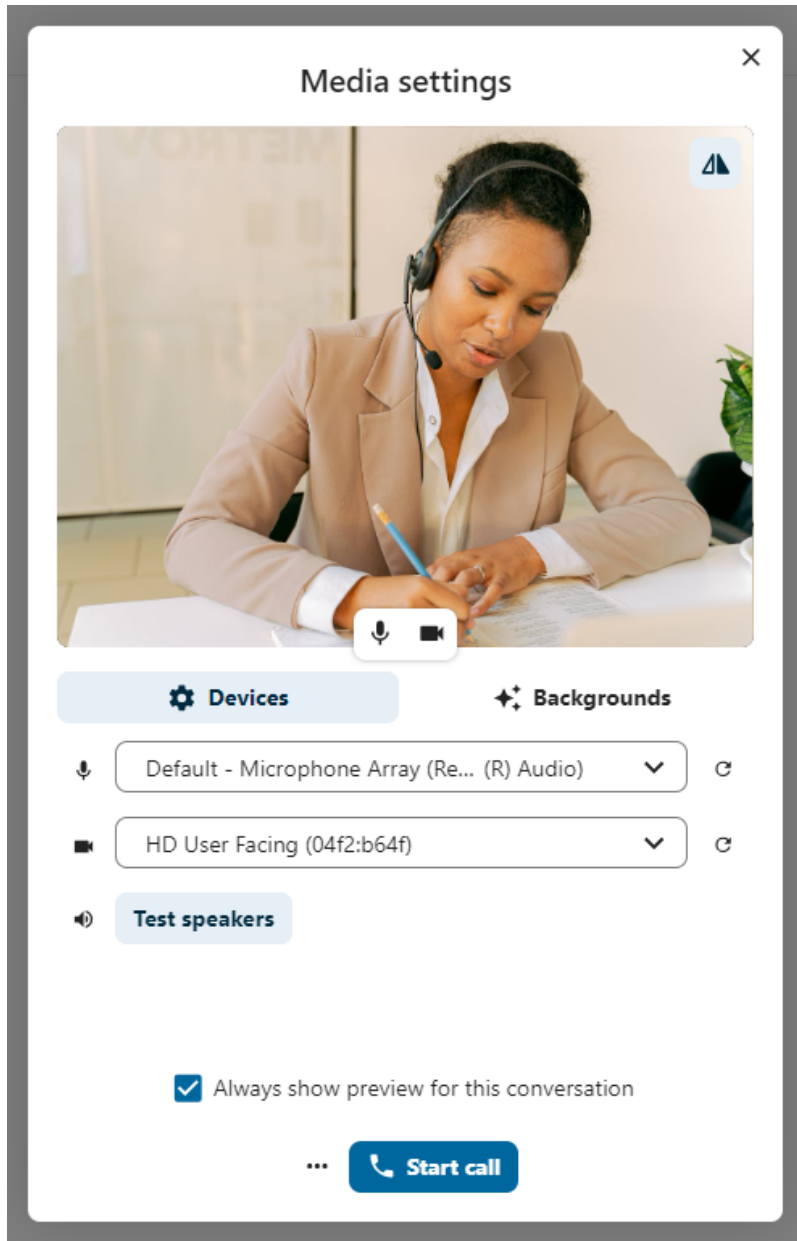 Media settings
Devices
Backgrounds
Default - Microphone Array (Re... (R) Audio)
HD User Facing (04f2:b64f)
Test speakers
Always show preview for this conversation
... Start call